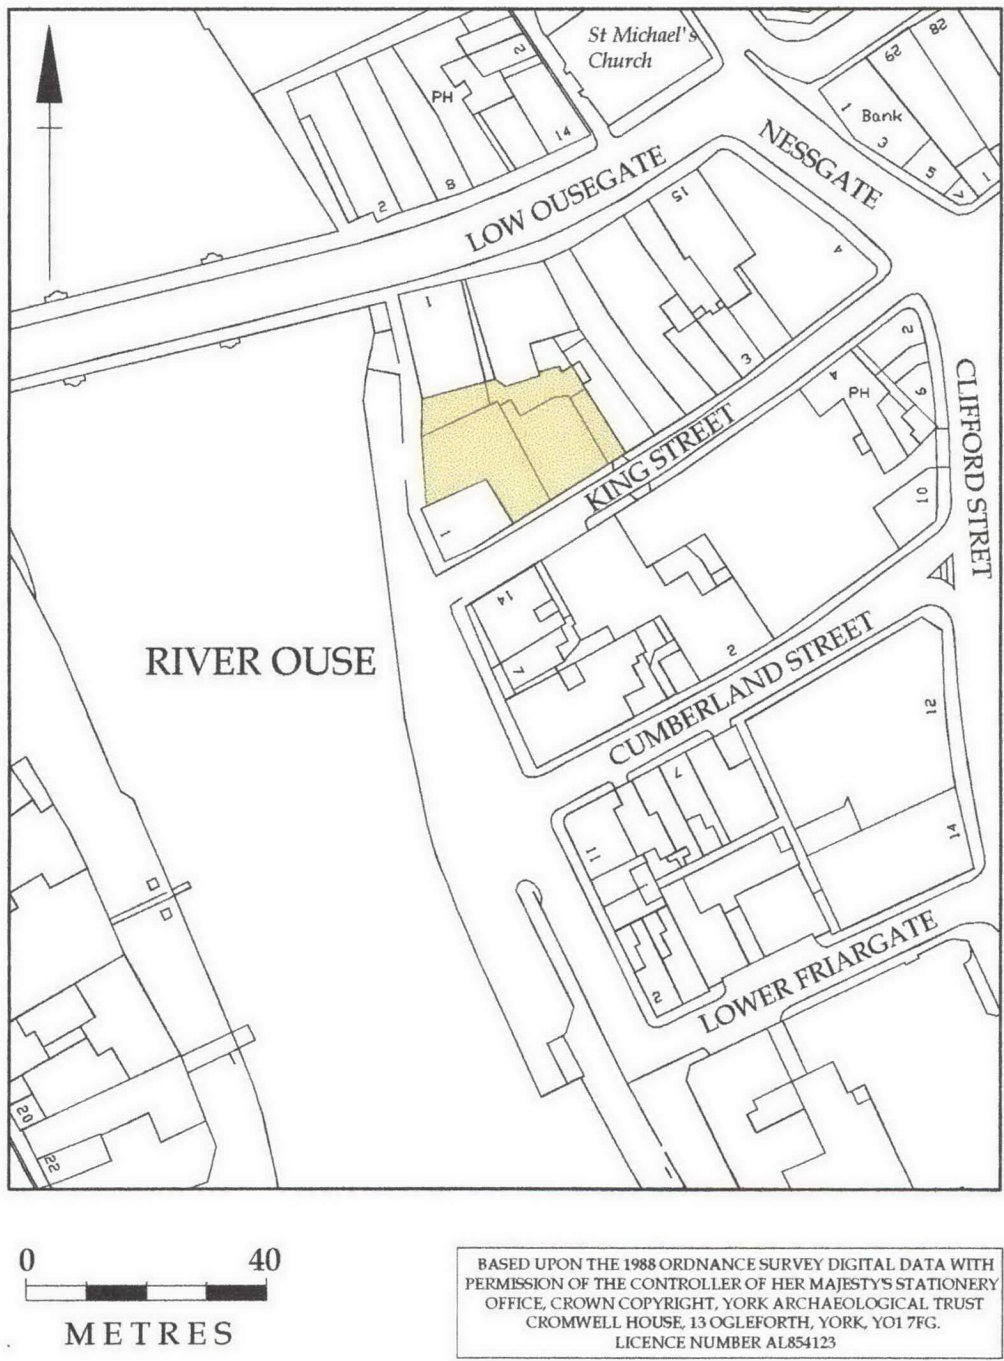 St Michael's
Church
2
PH
14
8
2
62
28
1
Bank
3
5
7
1
NESSGATE
LOW OUSEGATE
15
4
1
3
2
4
PH
6
KING STREET
CLIFFORD STRET
10
1
14
7
2
RIVER OUSE
CUMBERLAND STREET
12
7
11
14
2
LOWER FRIARGATE
20
22
0 40
METRES
BASED UPON THE 1988 ORDNANCE SURVEY DIGITAL DATA WITH
PERMISSION OF THE CONTROLLER OF HER MAJESTY'S STATIONERY
OFFICE, CROWN COPYRIGHT, YORK ARCHAEOLOGICAL TRUST
CROMWELL HOUSE, 13 OGLEFORTH, YORK, YO1 7FG.
LICENCE NUMBER AL854123